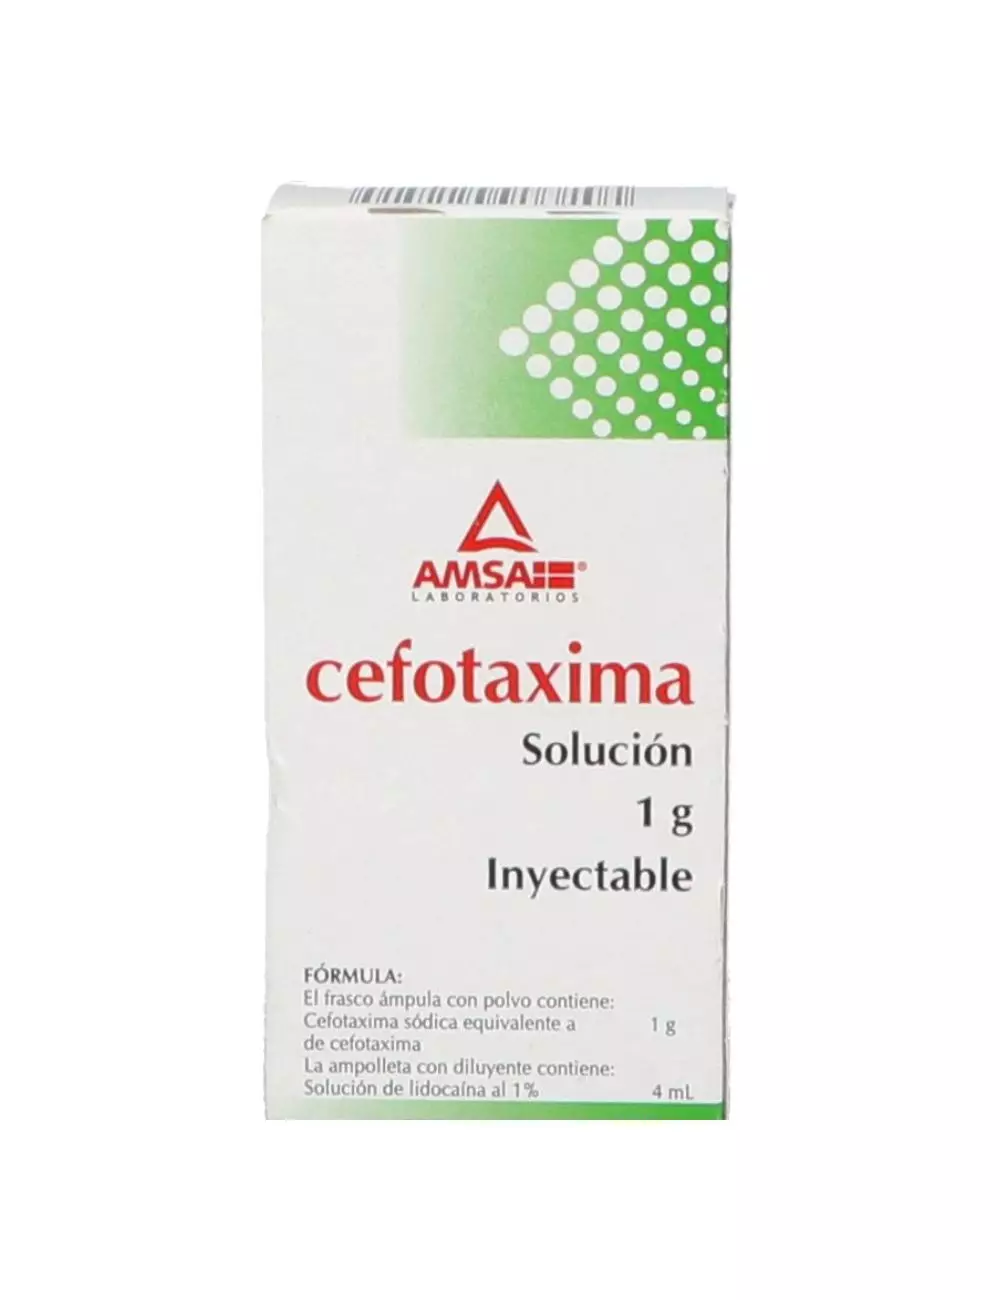 AMSA®
LABORATORIOS
cefotaxima
Solución
1 g
Inyectable
FÓRMULA:
El frasco ámpula con polvo contiene:
Cefotaxima sódica equivalente a 1 g
de cefotaxima
La ampolleta con diluyente contiene:
Solución de lidocaína al 1% 4 mL